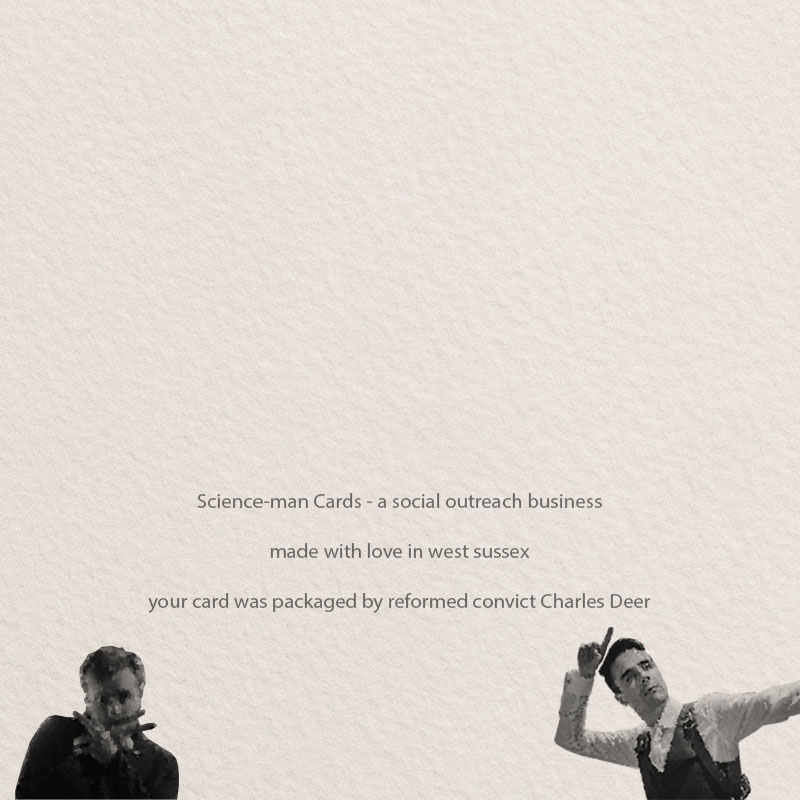 Science-man Cards - a social outreach business
made with love in west sussex
your card was packaged by reformed convict Charles Deer